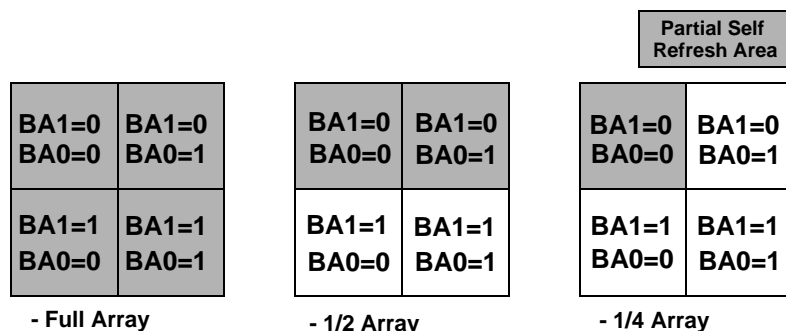 Partial Self
Refresh Area
BA1=0 BA1=0
BA0=0 BA0=1
BA1=1 BA1=1
BA0=0 BA0=1
- Full Array
BA1=0 BA1=0
BA0=0 BA0=1
BA1=1 BA1=1
BA0=0 BA0=1
- 1/2 Array
BA1=0 BA1=0
BA0=0 BA0=1
BA1=1 BA1=1
BA0=0 BA0=1
- 1/4 Array